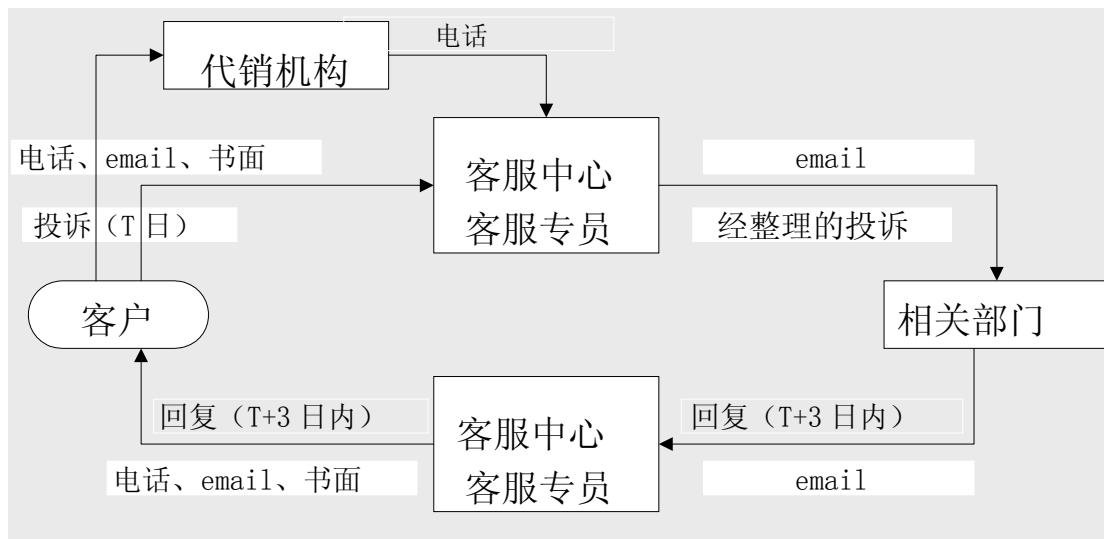 电话
代销机构
电话、email、书面
客服中心
客服专员
email
投诉（T 日）
经整理的投诉
客户
相关部门
回复（T+3 日内）
客服中心
客服专员
回复（T+3 日内）
电话、email、书面
email